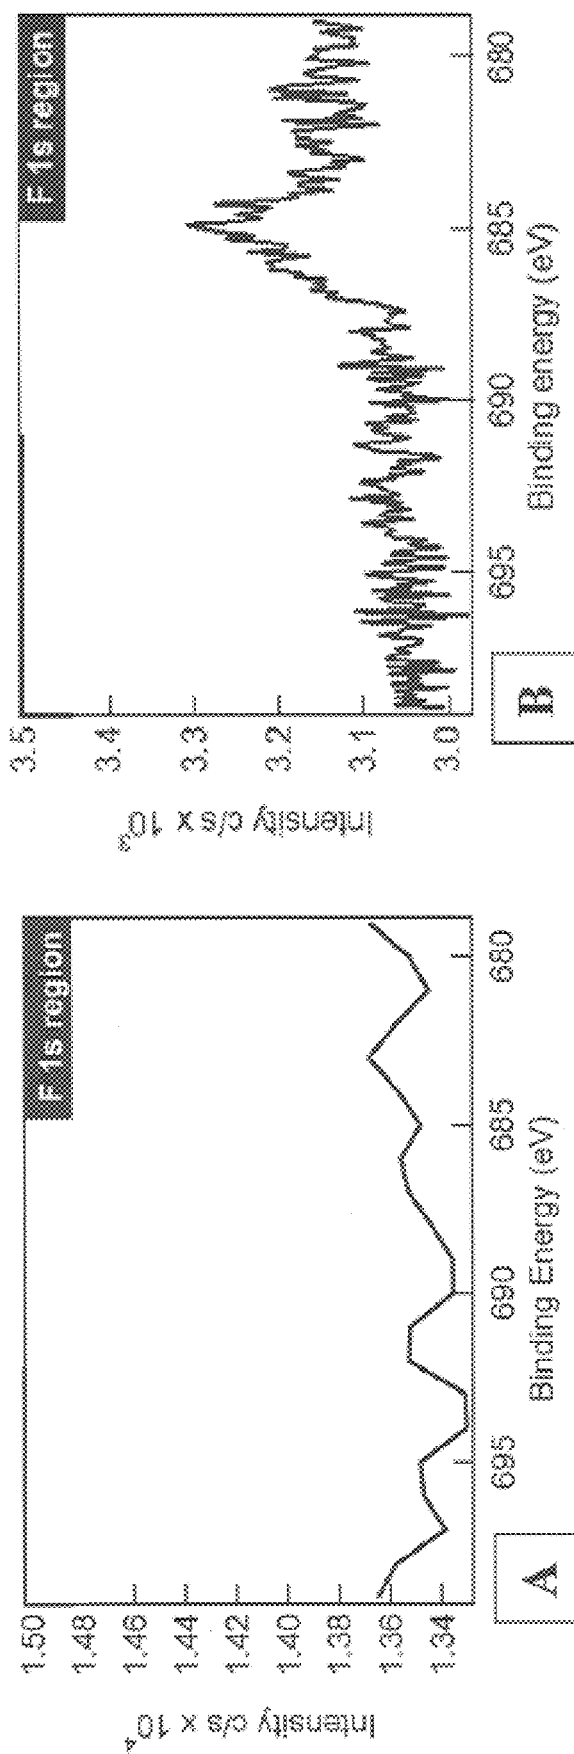 F 1s region
1.50
1.48
1.46
1.44
1.42
1.40
1.38
1.36
1.34
Intensity c/s x 10⁴
695
690
685
680
Binding Energy (eV)
A
F 1s region
3.5
3.4
3.3
3.2
3.1
3.0
Intensity c/s x 10³
695
690
685
680
Binding energy (eV)
B